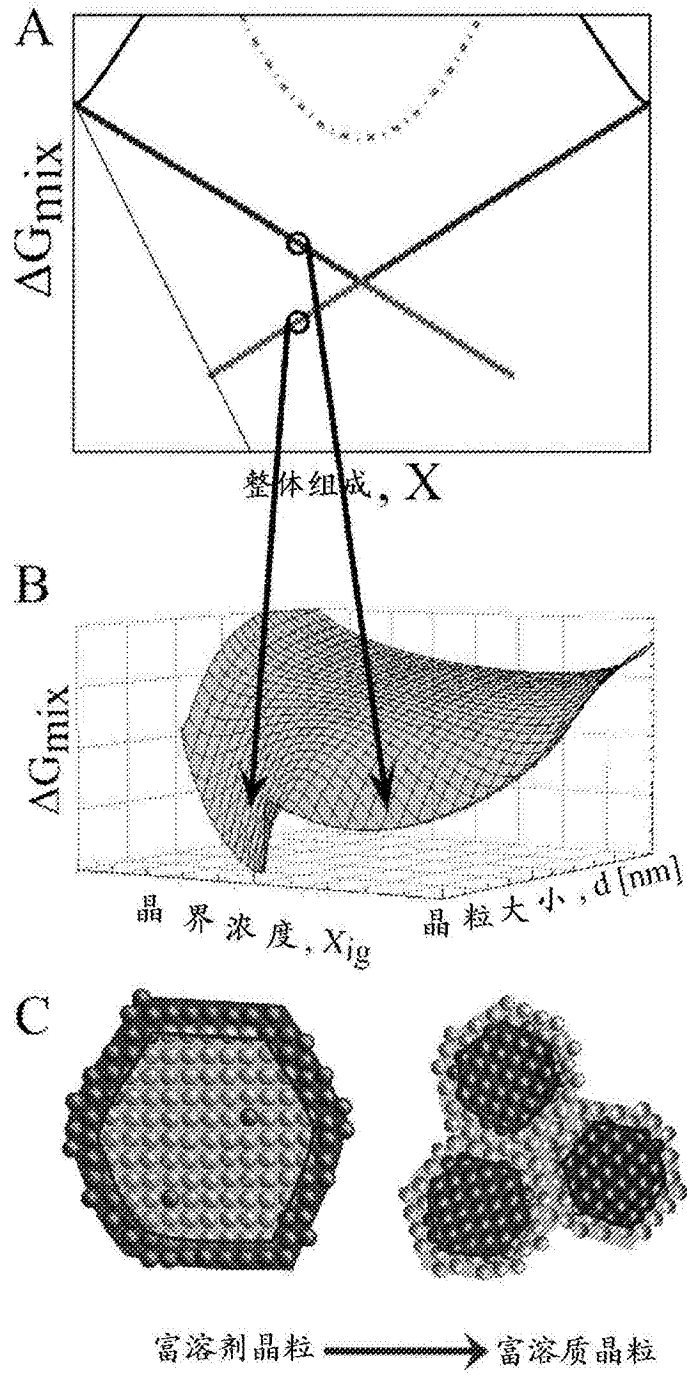 A
ΔGmix
整体组成, X
B
ΔGmix
晶界浓度, Xig
晶粒大小, d [nm]
C
富溶剂晶粒
富溶质晶粒